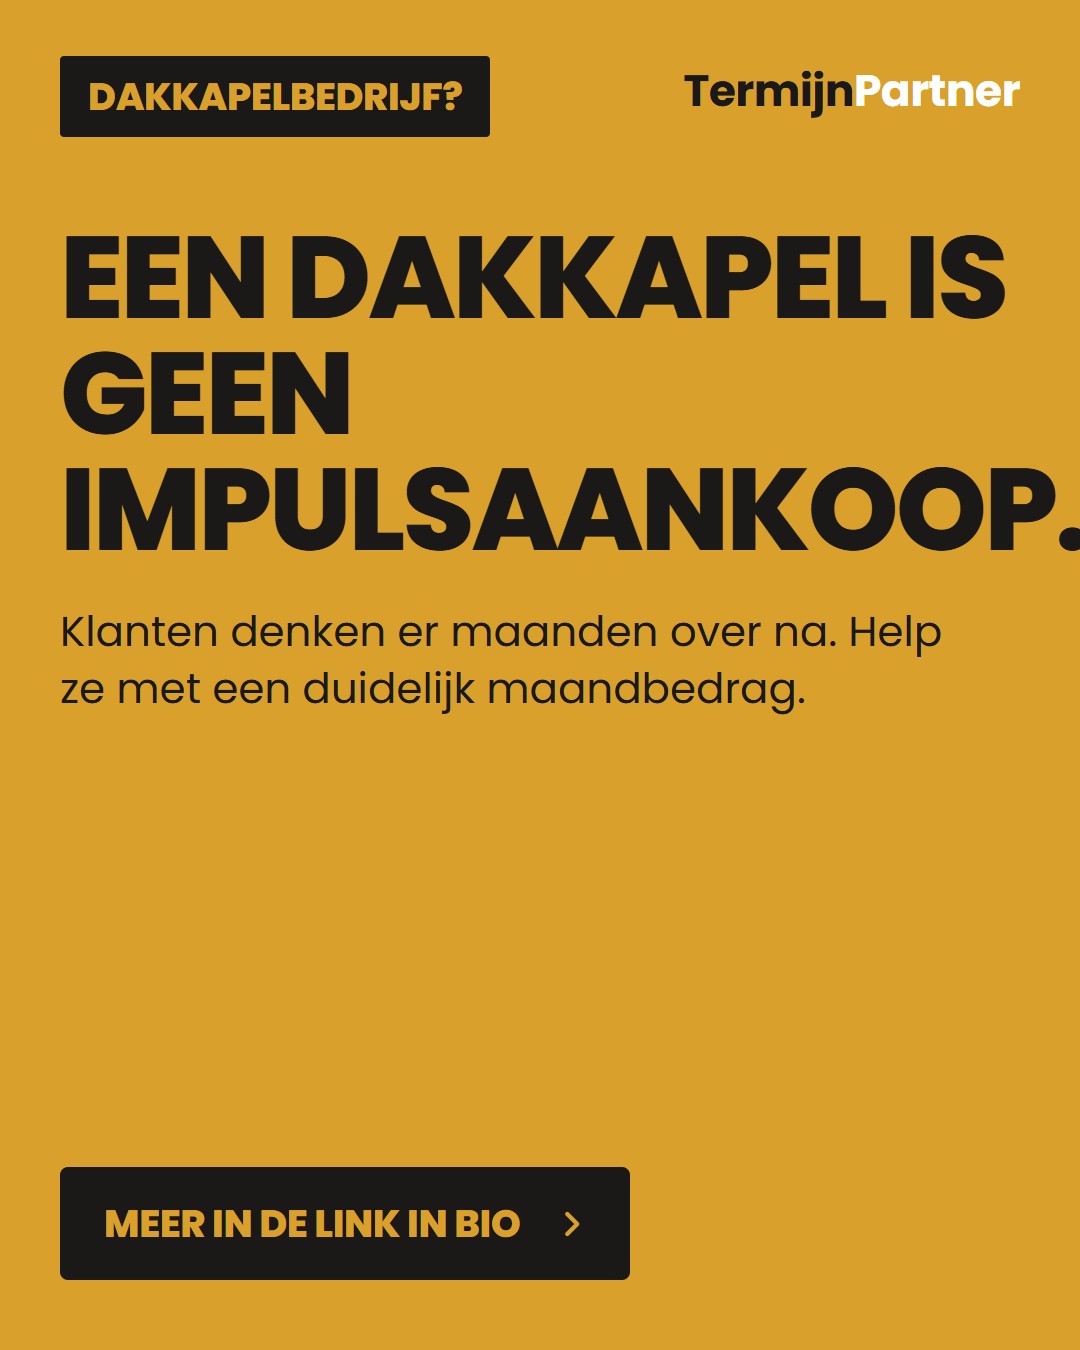 DAKKAPELBEDRIJF?
TermijnPartner
EEN DAKKAPEL IS
GEEN
IMPULSAANKOOP.
Klanten denken er maanden over na. Help
ze met een duidelijk maandbedrag.
MEER IN DE LINK IN BIO